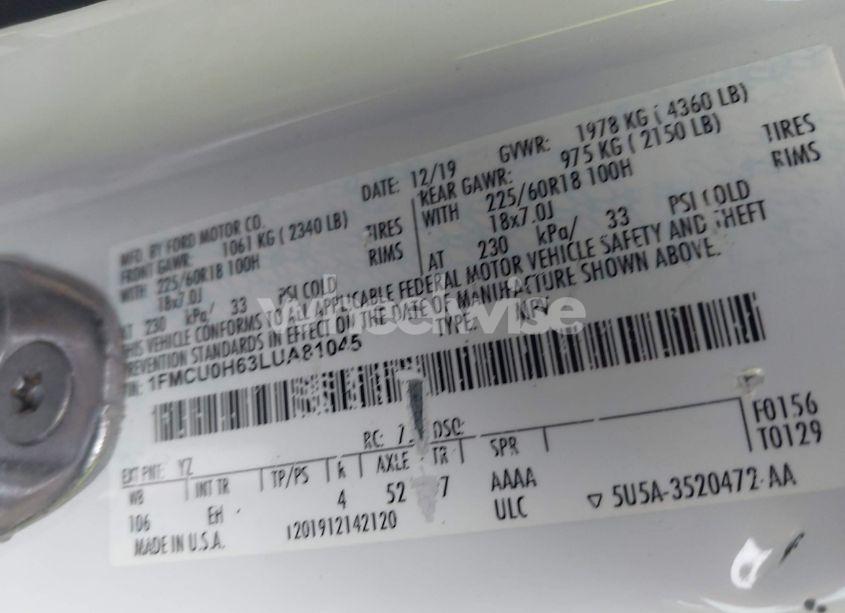 MFD. BY FORD MOTOR CO. DATE: 12/19 GVWR: 1978 KG ( 4360 LB)
FRONT GAWR: 1061 KG ( 2340 LB) REAR GAWR: 975 KG ( 2150 LB)
WITH 225/60R18 100H TIRES WITH 225/60R18 100H TIRES
18x7.0J RIMS 18x7.0J RIMS
AT 230 kPa/ 33 PSI COLD AT 230 kPa/ 33 PSI COLD
THIS VEHICLE CONFORMS TO ALL APPLICABLE FEDERAL MOTOR VEHICLE SAFETY AND THEFT
PREVENTION STANDARDS IN EFFECT ON THE DATE OF MANUFACTURE SHOWN ABOVE.
VIN: 1FMCU0H63LUA81045 TYPE: MPV
F0156
T0129
EXT PNT: YZ RC: 7. DSO:
WB INT TR TP/PS R AXLE TR SPR
106 EH 4 52 7 AAAA
ULC
MADE IN U.S.A. 1201912142120 5U5A-3520472-AA